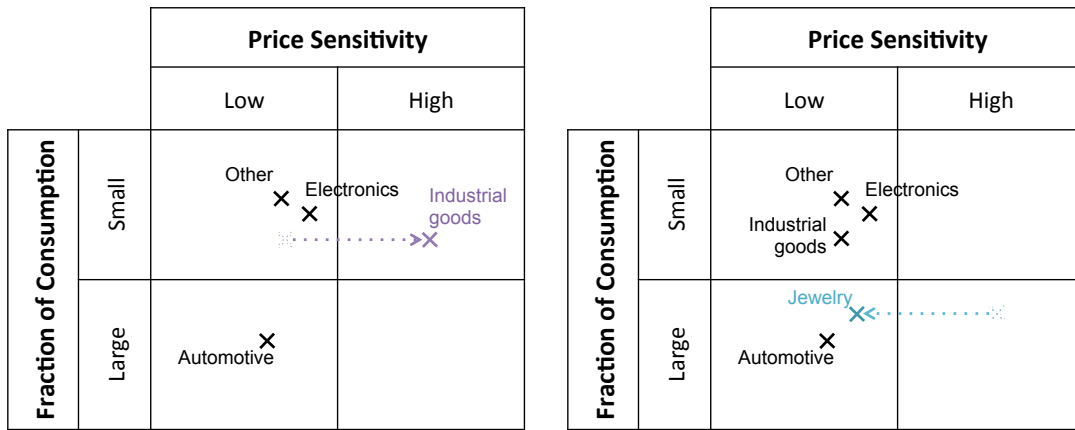 Price Sensitivity
Low
High
Fraction of Consumption
Small
Large
Other
Electronics
Industrial
goods
Automotive
Price Sensitivity
Low
High
Fraction of Consumption
Small
Large
Other
Electronics
Industrial
goods
Jewelry
Automotive